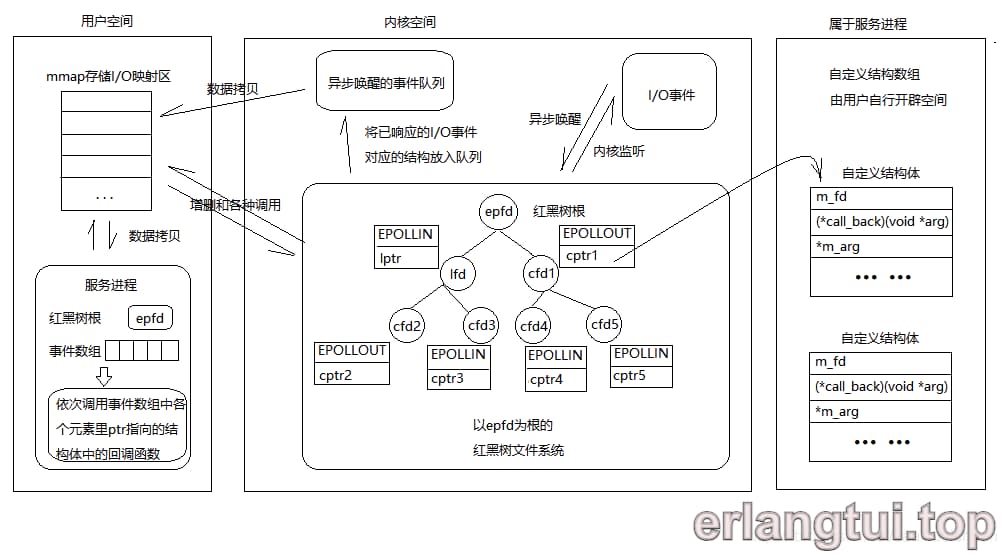 用户空间
内核空间
属于服务进程
mmap存储I/O映射区
...
数据拷贝
服务进程
红黑树根
epfd
事件数组
依次调用事件数组中各
个元素里ptr指向的结
构体中的回调函数
数据拷贝
增删和各种调用
异步唤醒的事件队列
将已响应的I/O事件
对应的结构放入队列
I/O事件
异步唤醒
内核监听
epfd
红黑树根
EPOLLIN
lptr
EPOLLOUT
cptr1
lfd
cfd1
cfd2
cfd3
cfd4
cfd5
EPOLLOUT
cptr2
EPOLLIN
cptr3
EPOLLIN
cptr4
EPOLLIN
cptr5
以epfd为根的
红黑树文件系统
自定义结构数组
由用户自行开辟空间
自定义结构体
m_fd
(*call_back)(void *arg)
*m_arg
••• •••
自定义结构体
m_fd
(*call_back)(void *arg)
*m_arg
••• •••
erlangtui.top